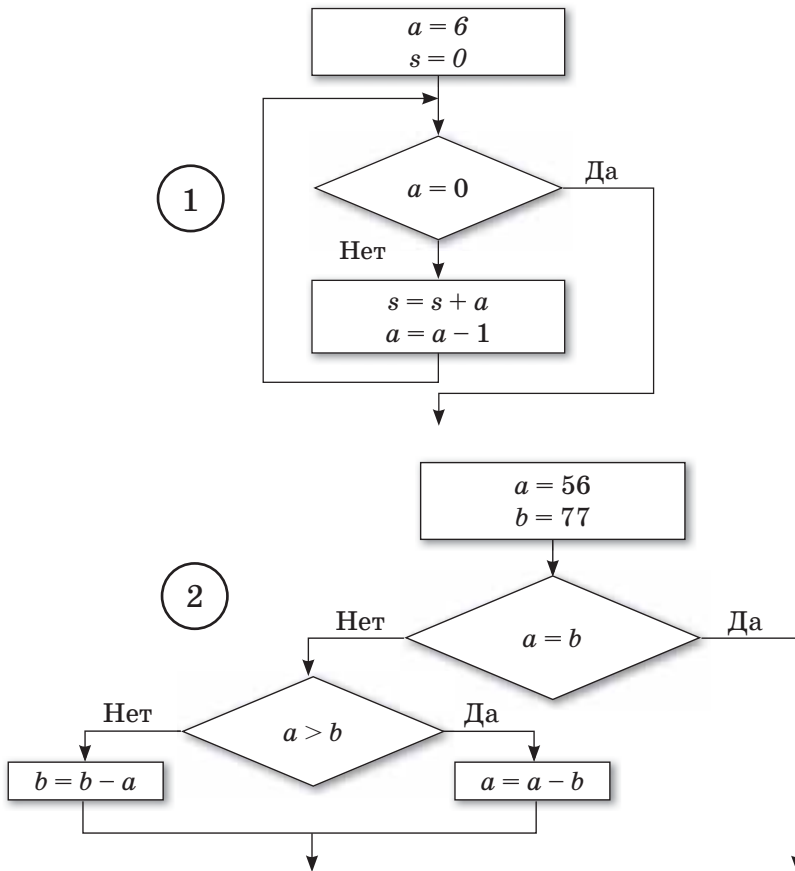 a = 6
s = 0
1
a = 0
Да
Нет
s = s + a
a = a − 1
a = 56
b = 77
2
Нет
a = b
Да
Нет
a > b
Да
b = b − a
a = a − b